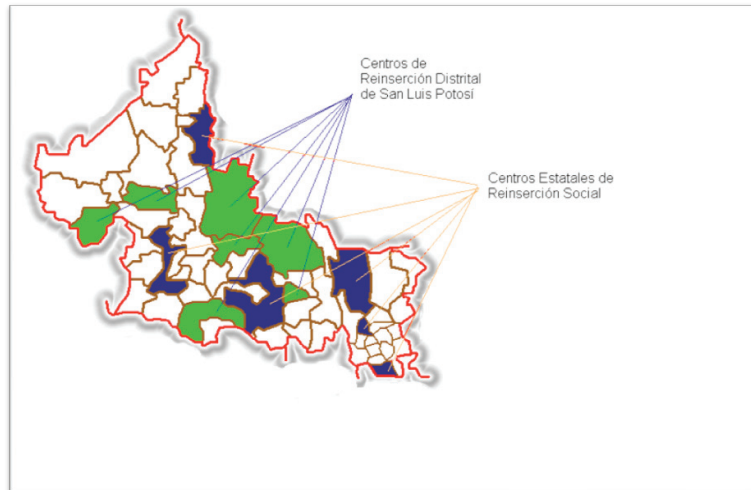 Centros de
Reinserción Distrital
de San Luis Potosí
Centros Estatales de
Reinserción Social